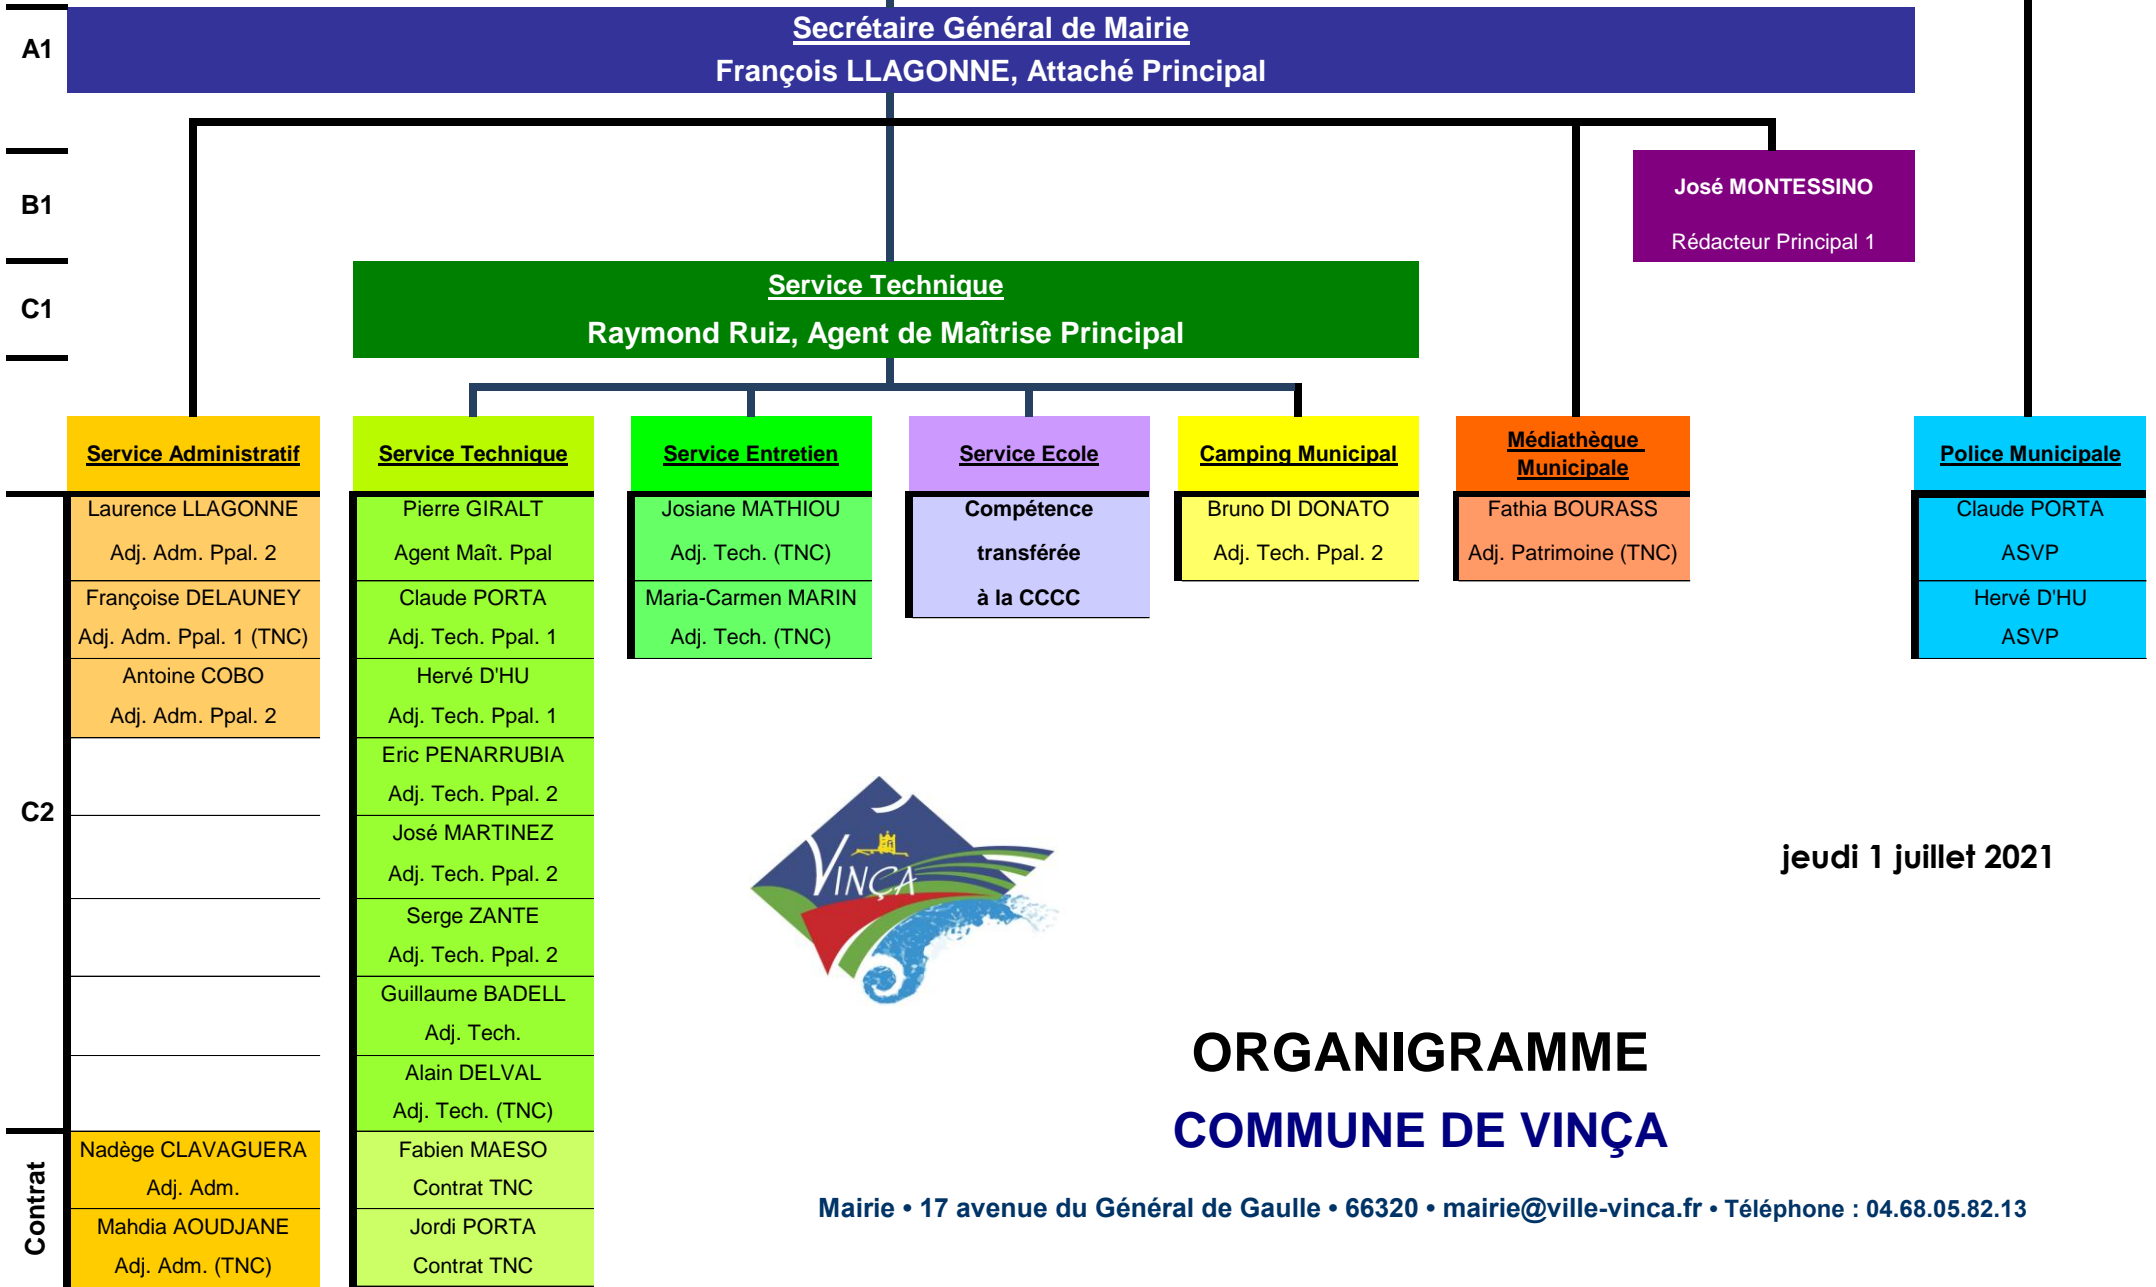 A1
Secrétaire Général de Mairie
François LLAGONNE, Attaché Principal
B1
José MONTESSINO
Rédacteur Principal 1
C1
Service Technique
Raymond Ruiz, Agent de Maîtrise Principal
Service Administratif
Laurence LLAGONNE
Adj. Adm. Ppal. 2
Françoise DELAUNEY
Adj. Adm. Ppal. 1 (TNC)
Antoine COBO
Adj. Adm. Ppal. 2
Service Technique
Pierre GIRALT
Agent Maît. Ppal
Claude PORTA
Adj. Tech. Ppal. 1
Hervé D'HU
Adj. Tech. Ppal. 1
Eric PENARRUBIA
Adj. Tech. Ppal. 2
José MARTINEZ
Adj. Tech. Ppal. 2
Serge ZANTE
Adj. Tech. Ppal. 2
Guillaume BADELL
Adj. Tech.
Alain DELVAL
Adj. Tech. (TNC)
Service Entretien
Josiane MATHIOU
Adj. Tech. (TNC)
Maria-Carmen MARIN
Adj. Tech. (TNC)
Service Ecole
Compétence
transférée
à la CCCC
Camping Municipal
Bruno DI DONATO
Adj. Tech. Ppal. 2
Médiathèque
Municipale
Fathia BOURASS
Adj. Patrimoine (TNC)
Police Municipale
Claude PORTA
ASVP
Hervé D'HU
ASVP
C2
Contrat
Nadège CLAVAGUERA
Adj. Adm.
Mahdia AOUDJANE
Adj. Adm. (TNC)
Fabien MAESO
Contrat TNC
Jordi PORTA
Contrat TNC
VINÇA
jeudi 1 juillet 2021
ORGANIGRAMME
COMMUNE DE VINÇA
Mairie • 17 avenue du Général de Gaulle • 66320 • mairie@ville-vinca.fr • Téléphone : 04.68.05.82.13